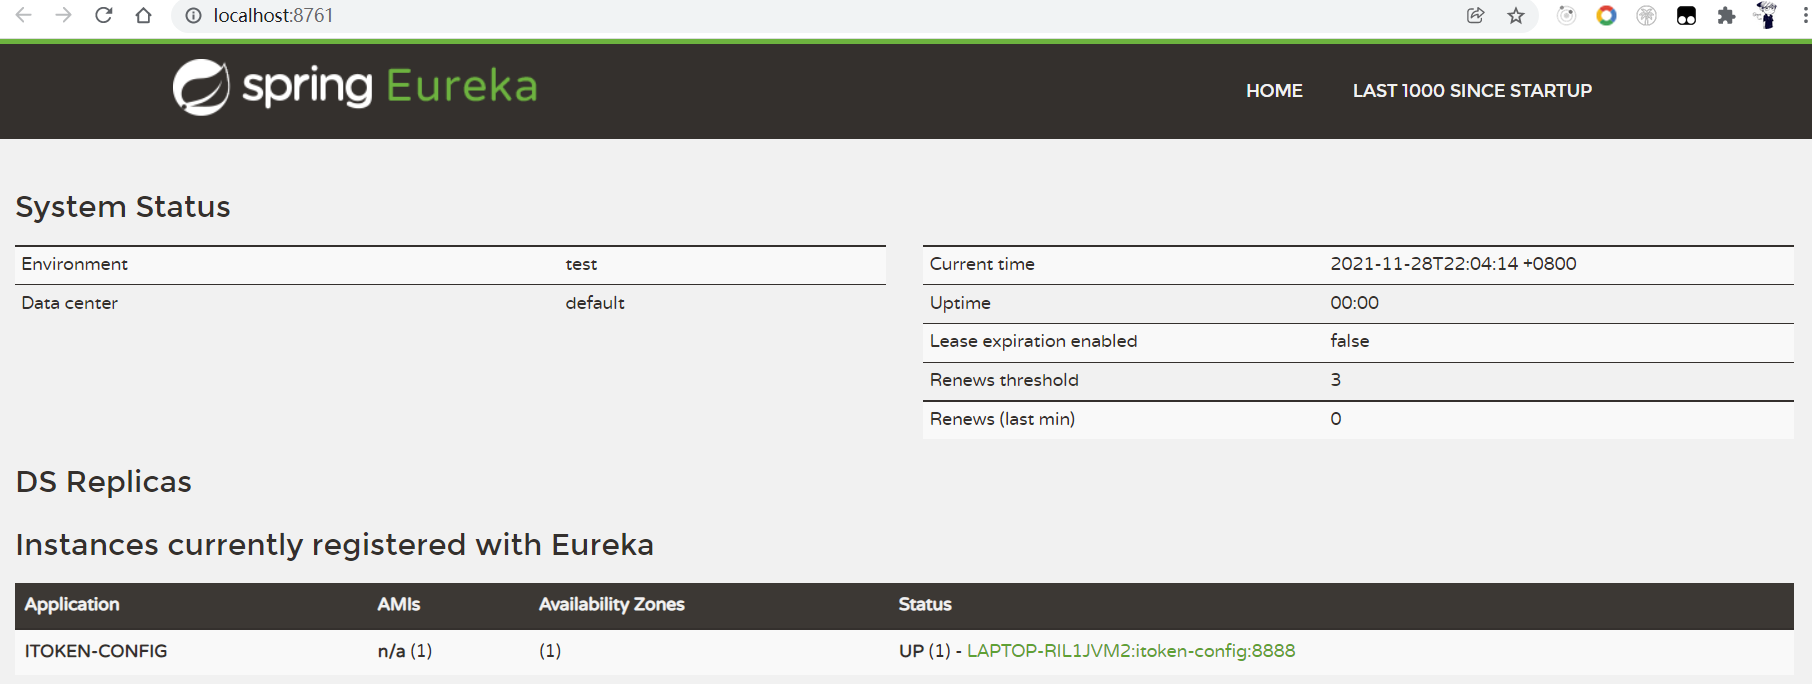 localhost:8761
spring Eureka
HOME LAST 1000 SINCE STARTUP
System Status
Environment test
Data center default
Current time 2021-11-28T22:04:14 +0800
Uptime 00:00
Lease expiration enabled false
Renews threshold 3
Renews (last min) 0
DS Replicas
Instances currently registered with Eureka
Application AMIs Availability Zones Status
ITOKEN-CONFIG n/a (1) (1) UP (1) - LAPTOP-RIL1JVM2:itoken-config:8888